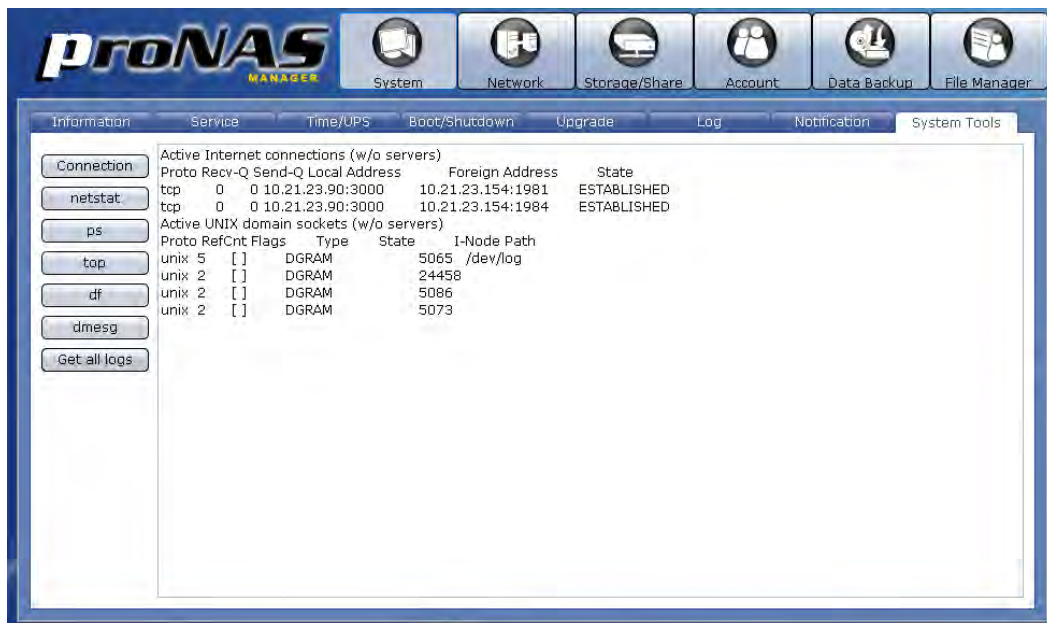 proNAS
MANAGER
System
Network
Storage/Share
Account
Data Backup
File Manager
Information
Service
Time/UPS
Boot/Shutdown
Upgrade
Log
Notification
System Tools
Connection
netstat
ps
top
df
dmesg
Get all logs
Active Internet connections (w/o servers)
Proto Recv-Q Send-Q Local Address Foreign Address State
tcp 0 0 10.21.23.90:3000 10.21.23.154:1981 ESTABLISHED
tcp 0 0 10.21.23.90:3000 10.21.23.154:1984 ESTABLISHED
Active UNIX domain sockets (w/o servers)
Proto RefCnt Flags Type State I-Node Path
unix 5 [ ] DGRAM 5065 /dev/log
unix 2 [ ] DGRAM 24458
unix 2 [ ] DGRAM 5086
unix 2 [ ] DGRAM 5073